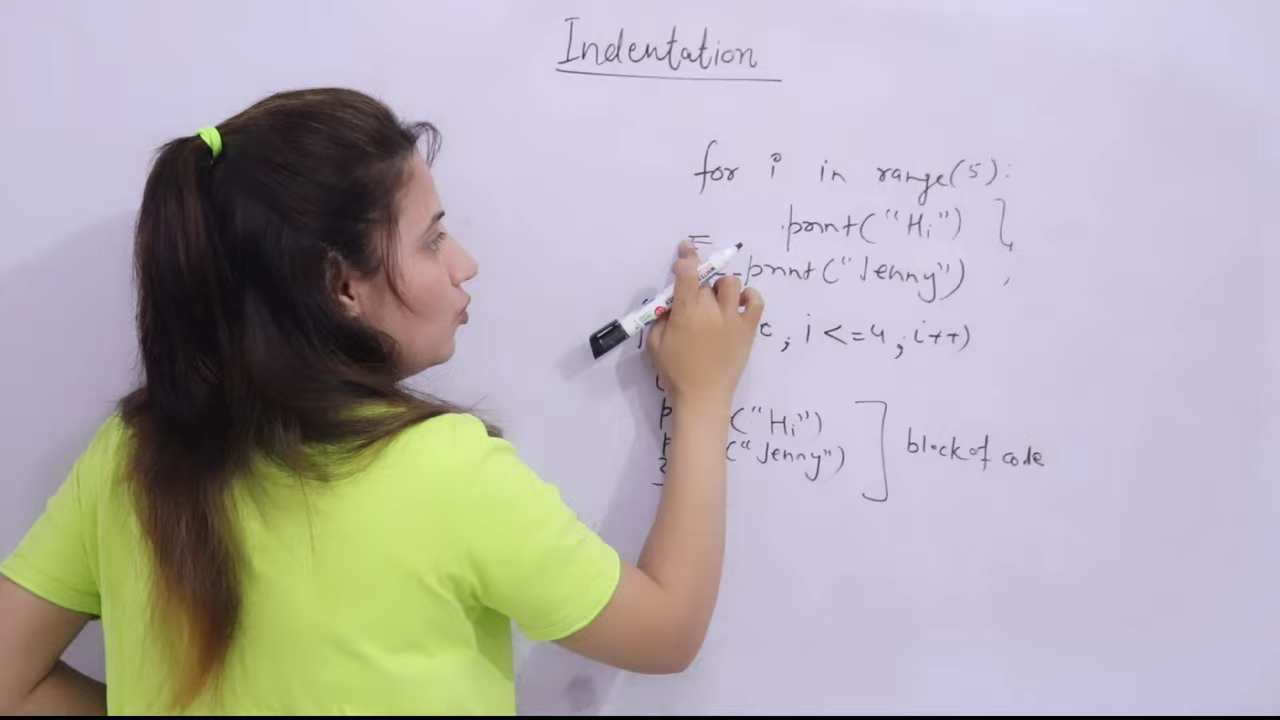 Indentation
for i in range(5):
print("Hi")
print("Jenny")
; i<=4 ; i++)
("Hi")
("Jenny")
block of code